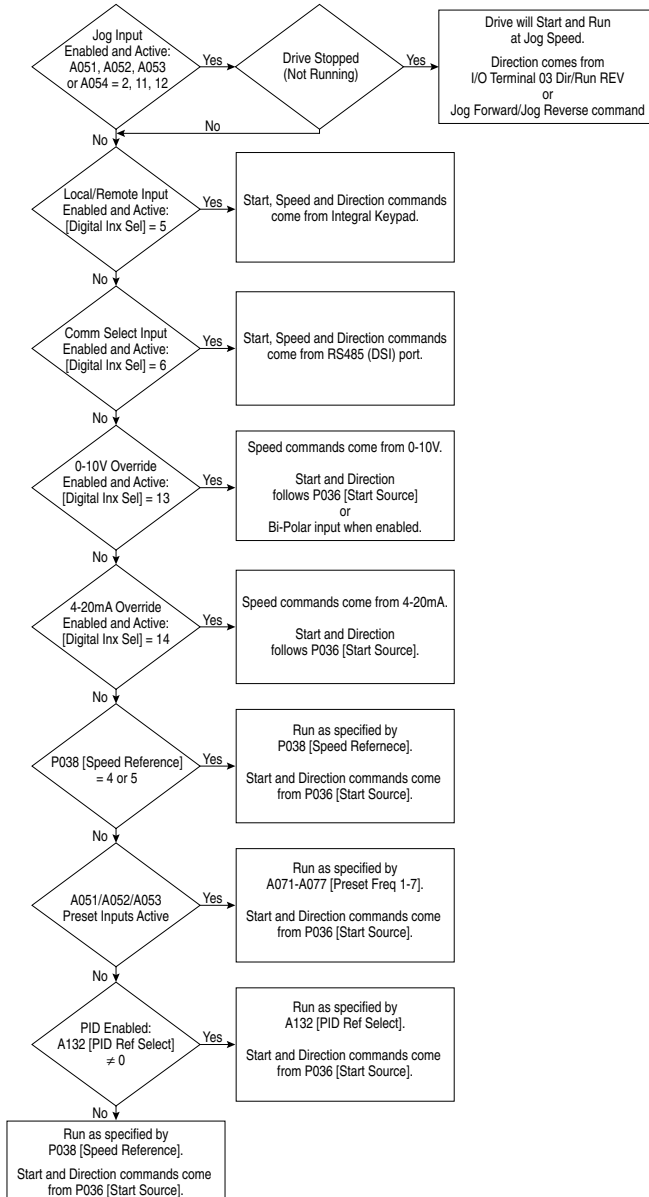 Jog Input
Enabled and Active:
A051, A052, A053
or A054 = 2, 11, 12
Yes
Drive Stopped
(Not Running)
Yes
Drive will Start and Run
at Jog Speed.
Direction comes from
I/O Terminal 03 Dir/Run REV
or
Jog Forward/Jog Reverse command
No
No
Local/Remote Input
Enabled and Active:
[Digital Inx Sel] = 5
Yes
Start, Speed and Direction commands
come from Integral Keypad.
No
Comm Select Input
Enabled and Active:
[Digital Inx Sel] = 6
Yes
Start, Speed and Direction commands
come from RS485 (DSI) port.
No
0-10V Override
Enabled and Active:
[Digital Inx Sel] = 13
Yes
Speed commands come from 0-10V.
Start and Direction
follows P036 [Start Source]
or
Bi-Polar input when enabled.
No
4-20mA Override
Enabled and Active:
[Digital Inx Sel] = 14
Yes
Speed commands come from 4-20mA.
Start and Direction
follows P036 [Start Source].
No
P038 [Speed Reference]
= 4 or 5
Yes
Run as specified by
P038 [Speed Refernece].
Start and Direction commands come
from P036 [Start Source].
No
A051/A052/A053
Preset Inputs Active
Yes
Run as specified by
A071-A077 [Preset Freq 1-7].
Start and Direction commands come
from P036 [Start Source].
No
PID Enabled:
A132 [PID Ref Select]
≠ 0
Yes
Run as specified by
A132 [PID Ref Select].
Start and Direction commands come
from P036 [Start Source].
No
Run as specified by
P038 [Speed Reference].
Start and Direction commands come
from P036 [Start Source].